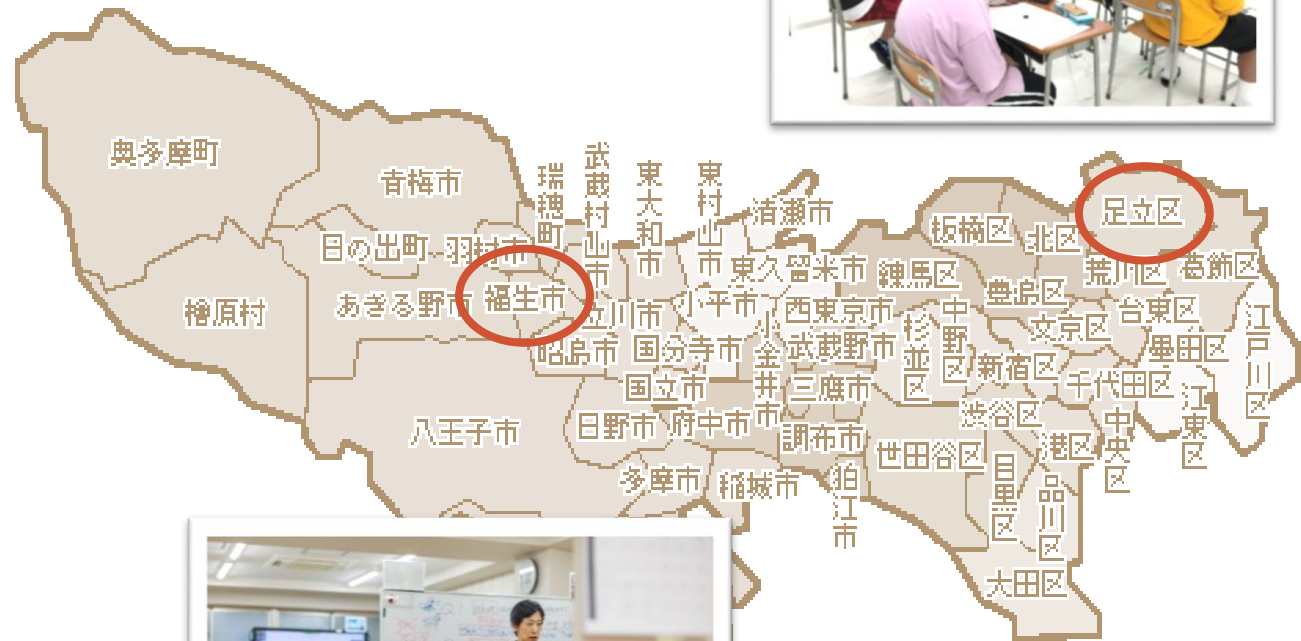 奥多摩町
青梅市
瑞穂町
武蔵村山市
東大和市
東村山市
清瀬市
板橋区
北区
足立区
日の出町
羽村市
東久留米市
練馬区
荒川区
葛飾区
檜原村
あきる野市
福生市
立川市
小平市
西東京市
豊島区
台東区
江戸川区
昭島市
国分寺市
小金井市
武蔵野市
杉並区
中野区
文京区
墨田区
国立市
三鷹市
新宿区
千代田区
八王子市
日野市
府中市
調布市
渋谷区
中央区
江東区
世田谷区
港区
多摩市
稲城市
狛江市
目黒区
品川区
大田区